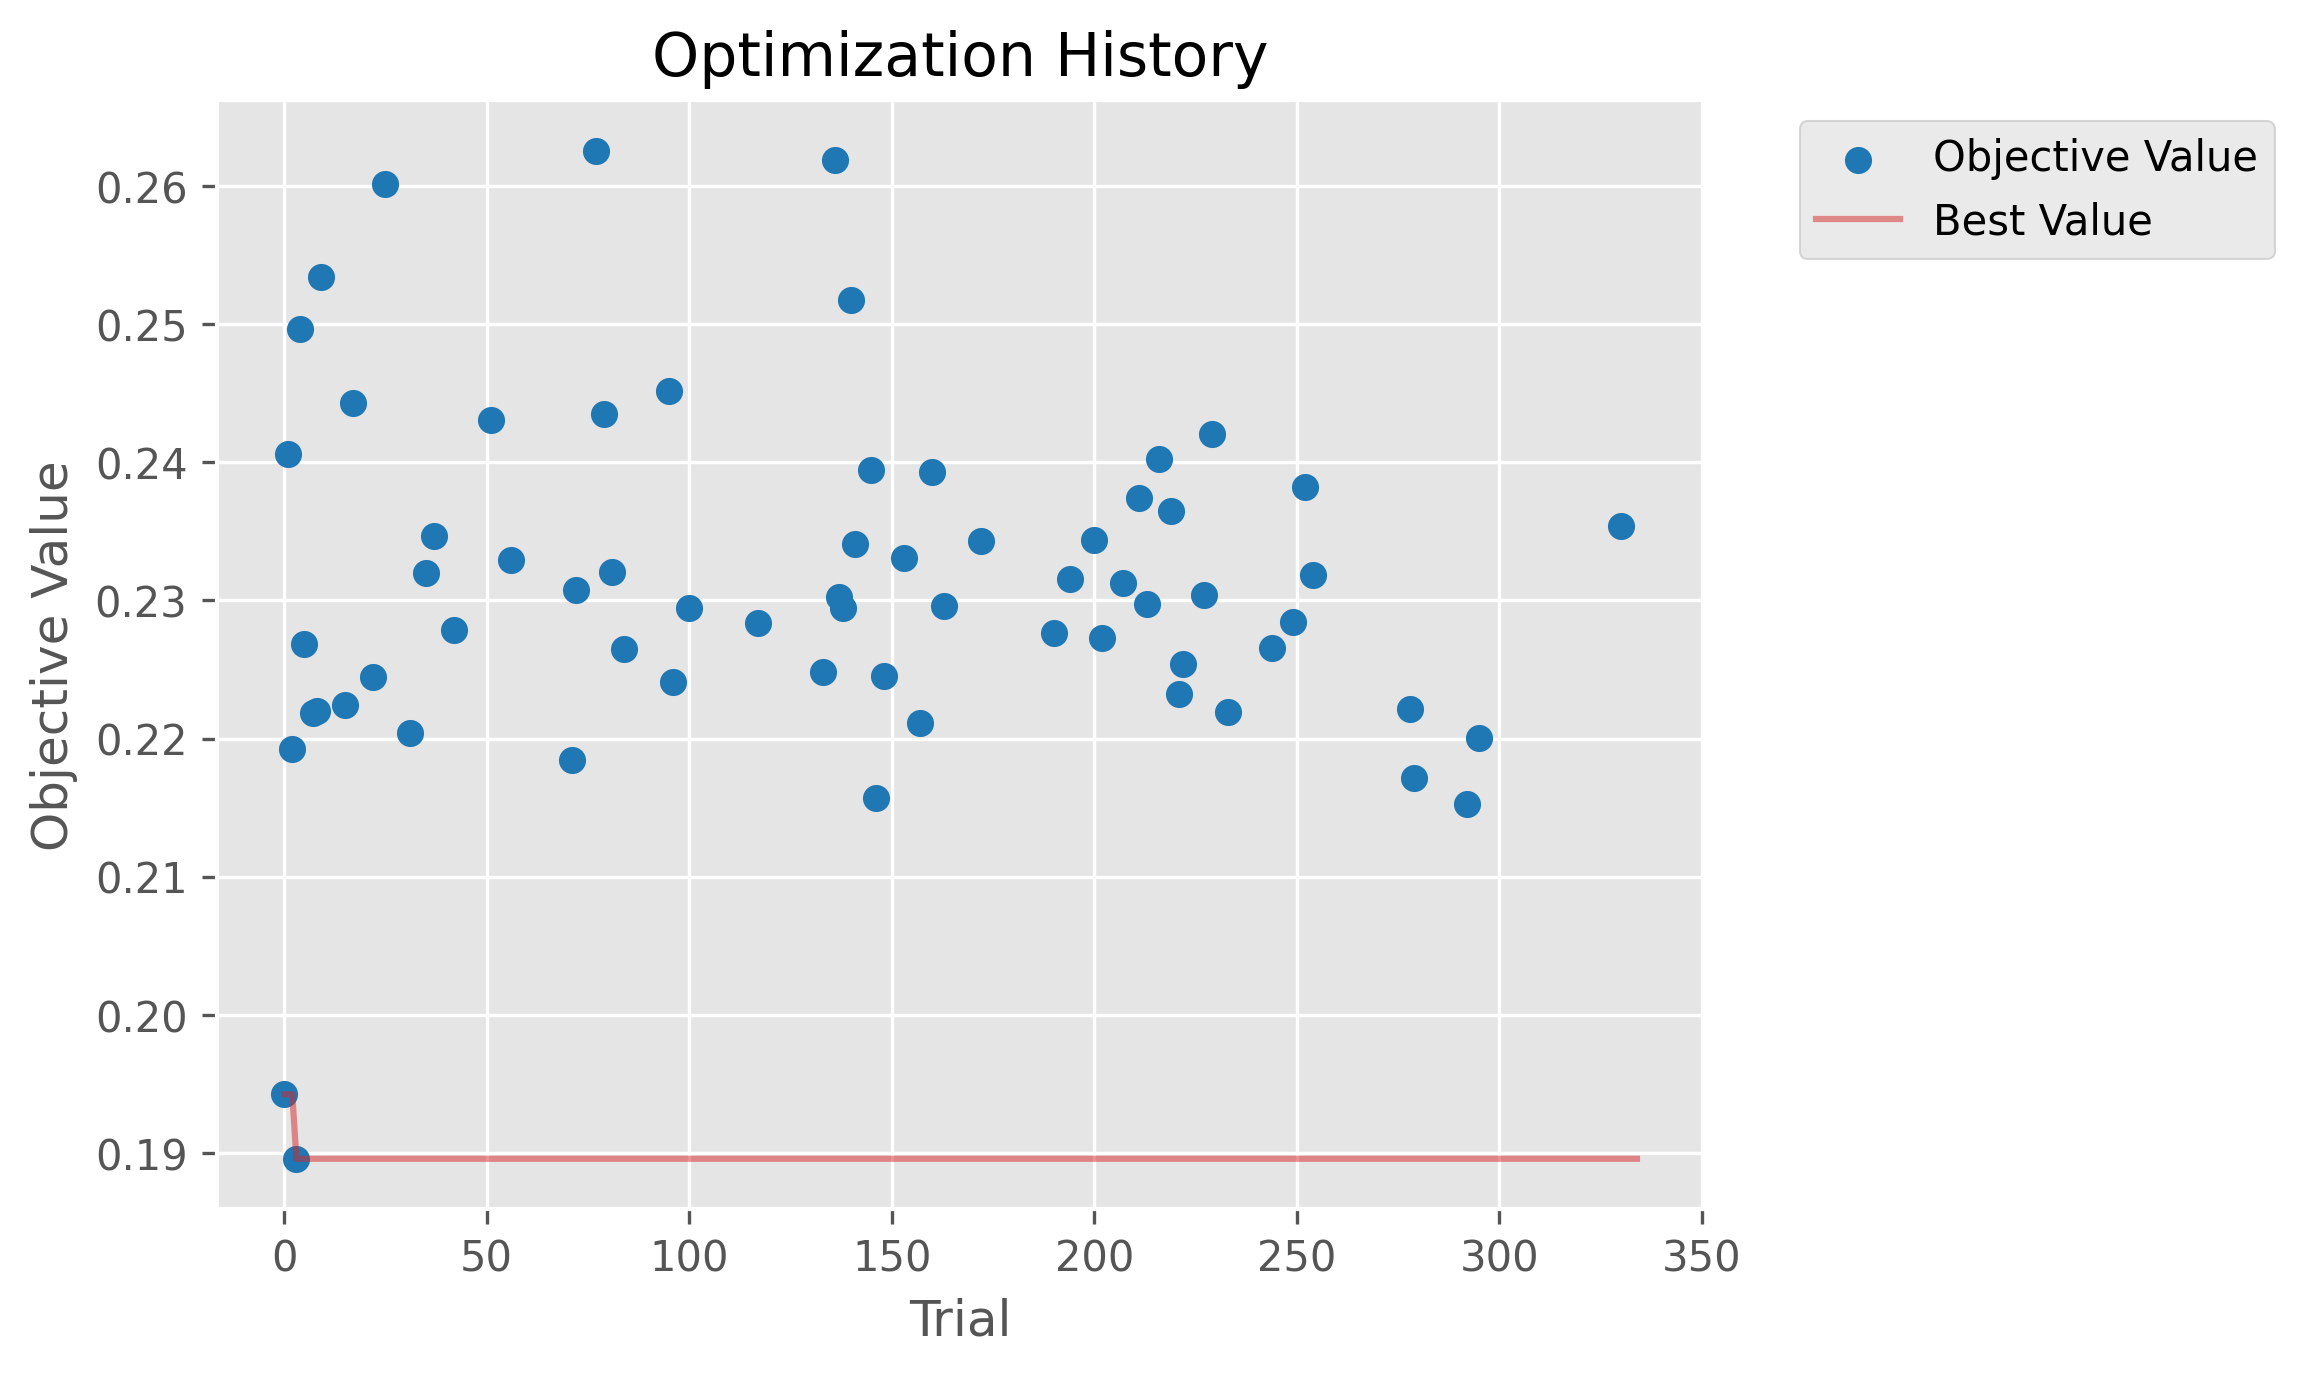 Optimization History
Objective Value
Best Value
0.26
0.25
0.24
0.23
0.22
0.21
0.20
0.19
Objective Value
0 50 100 150 200 250 300 350
Trial